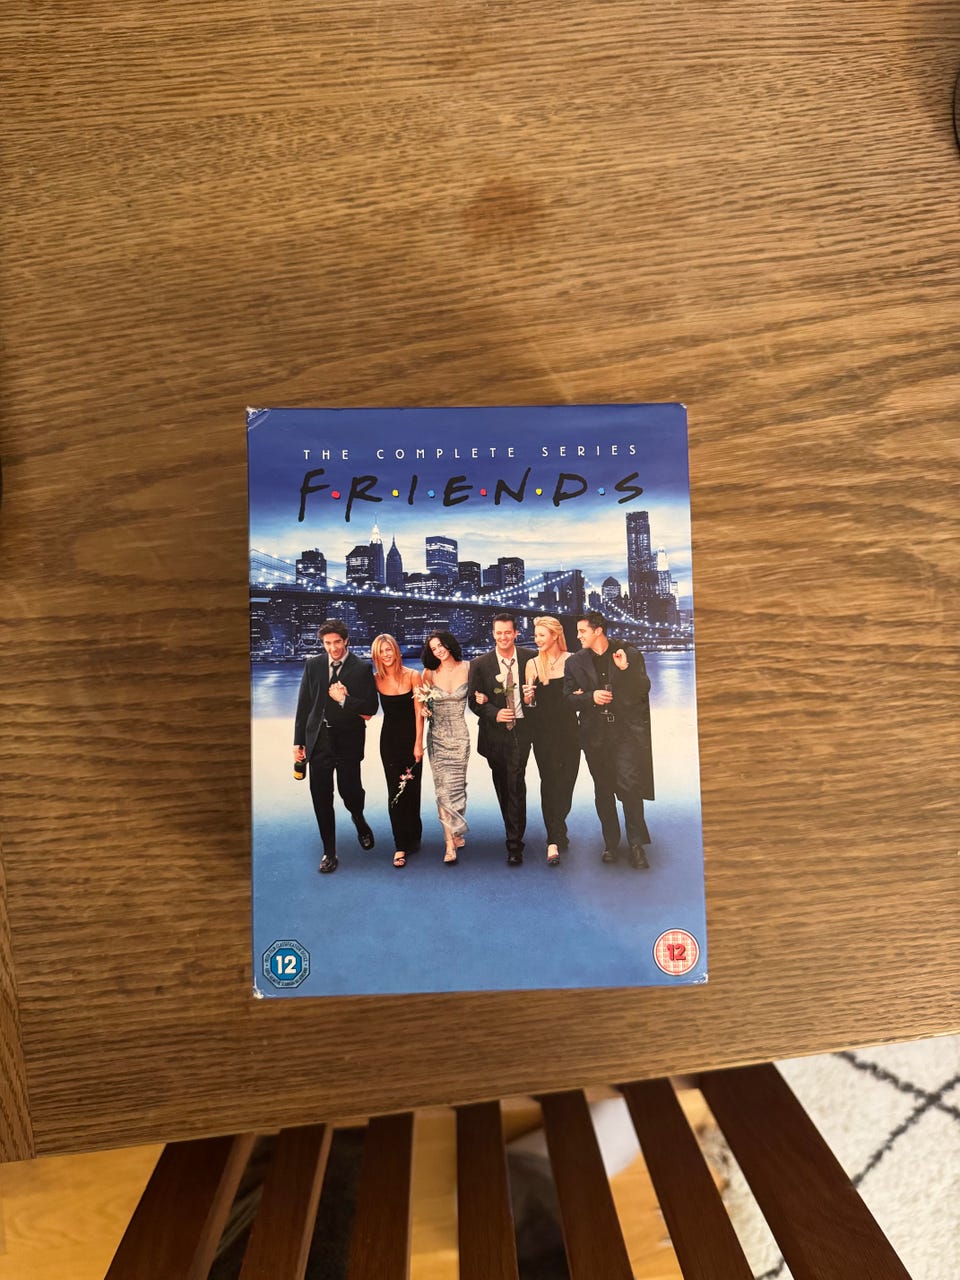 THE COMPLETE SERIES
F•R•I•E•N•D•S
12
12